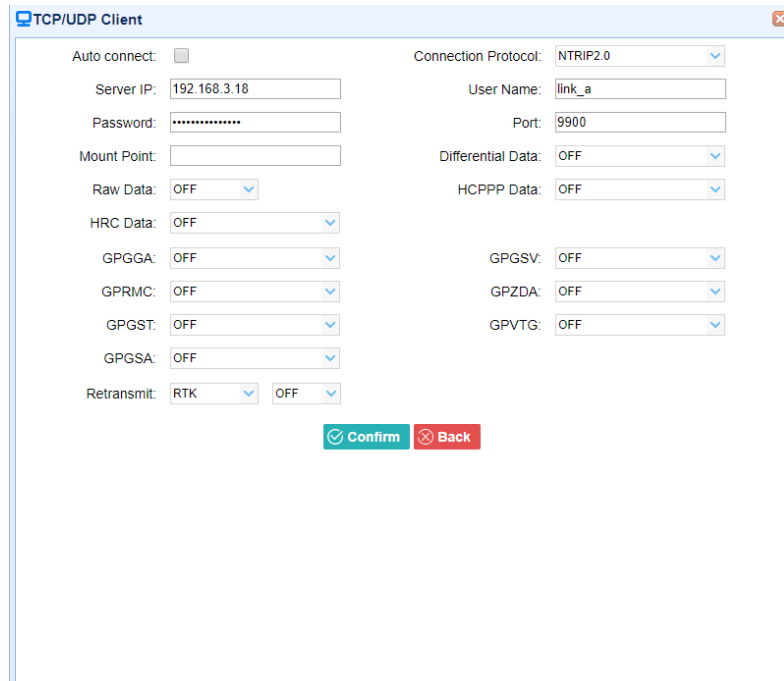 TCP/UDP Client
Auto connect: Connection Protocol: NTRIP2.0
Server IP: 192.168.3.18 User Name: link_a
Password: ••••••••••••••• Port: 9900
Mount Point: Differential Data: OFF
Raw Data: OFF HCPPP Data: OFF
HRC Data: OFF
GPGGA: OFF GPGSV: OFF
GPRMC: OFF GPZDA: OFF
GPGST: OFF GPVTG: OFF
GPGSA: OFF
Retransmit: RTK OFF
Confirm Back